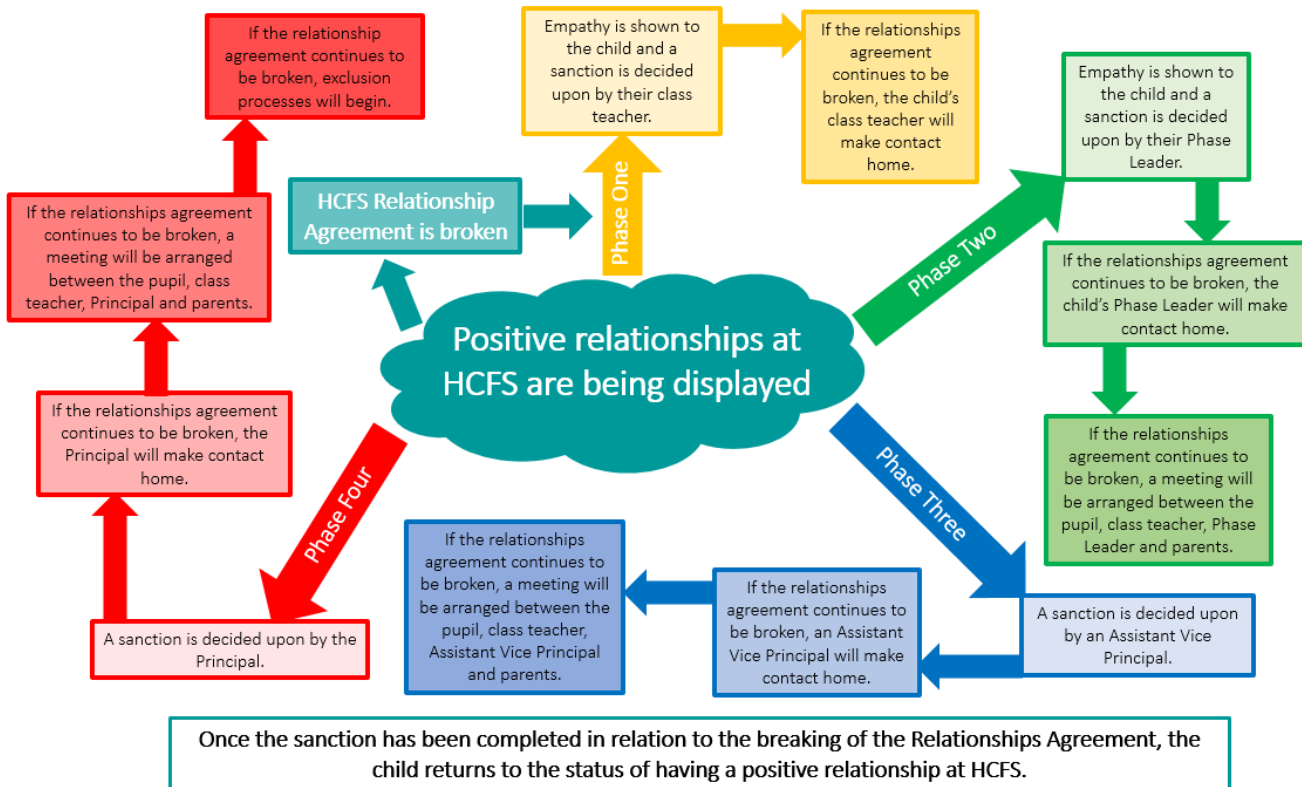 Positive relationships at
HCFS are being displayed
HCFS Relationship
Agreement is broken
Phase One
Empathy is shown to
the child and a
sanction is decided
upon by their class
teacher.
If the relationships
agreement
continues to be
broken, the child's
class teacher will
make contact
home.
Phase Two
Empathy is shown to
the child and a
sanction is decided
upon by their Phase
Leader.
If the relationships agreement
continues to be broken, the
child's Phase Leader will make
contact home.
If the relationships
agreement continues to
be broken, a meeting will
be arranged between the
pupil, class teacher, Phase
Leader and parents.
Phase Three
A sanction is decided upon
by an Assistant Vice
Principal.
If the relationships
agreement continues to
be broken, an Assistant
Vice Principal will make
contact home.
If the relationships
agreement continues to be
broken, a meeting will be
be arranged between the
pupil, class teacher,
Assistant Vice Principal
and parents.
Phase Four
A sanction is decided upon by the
Principal.
If the relationships agreement
continues to be broken, the
Principal will make contact
home.
If the relationships agreement
continues to be broken, a
meeting will be arranged
between the pupil, class
teacher, Principal and parents.
If the relationship
agreement continues to
be broken, exclusion
processes will begin.
Once the sanction has been completed in relation to the breaking of the Relationships Agreement, the
child returns to the status of having a positive relationship at HCFS.